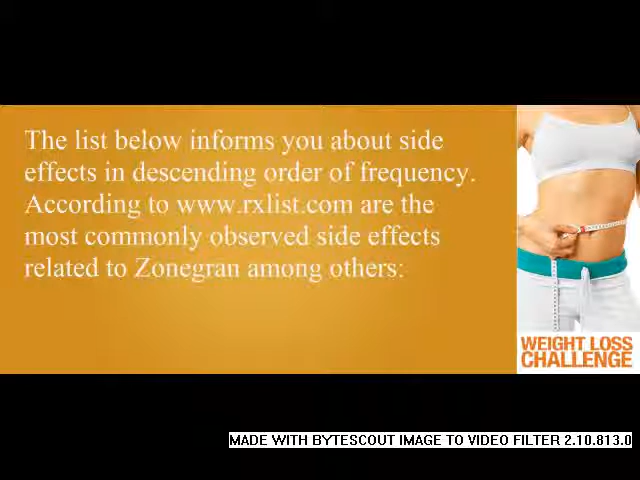 The list below informs you about side
effects in descending order of frequency.
According to www.rxlist.com are the
most commonly observed side effects
related to Zonegran among others:
WEIGHT LOSS
CHALLENGE
MADE WITH BYTESCOUT IMAGE TO VIDEO FILTER 2.10.813.0